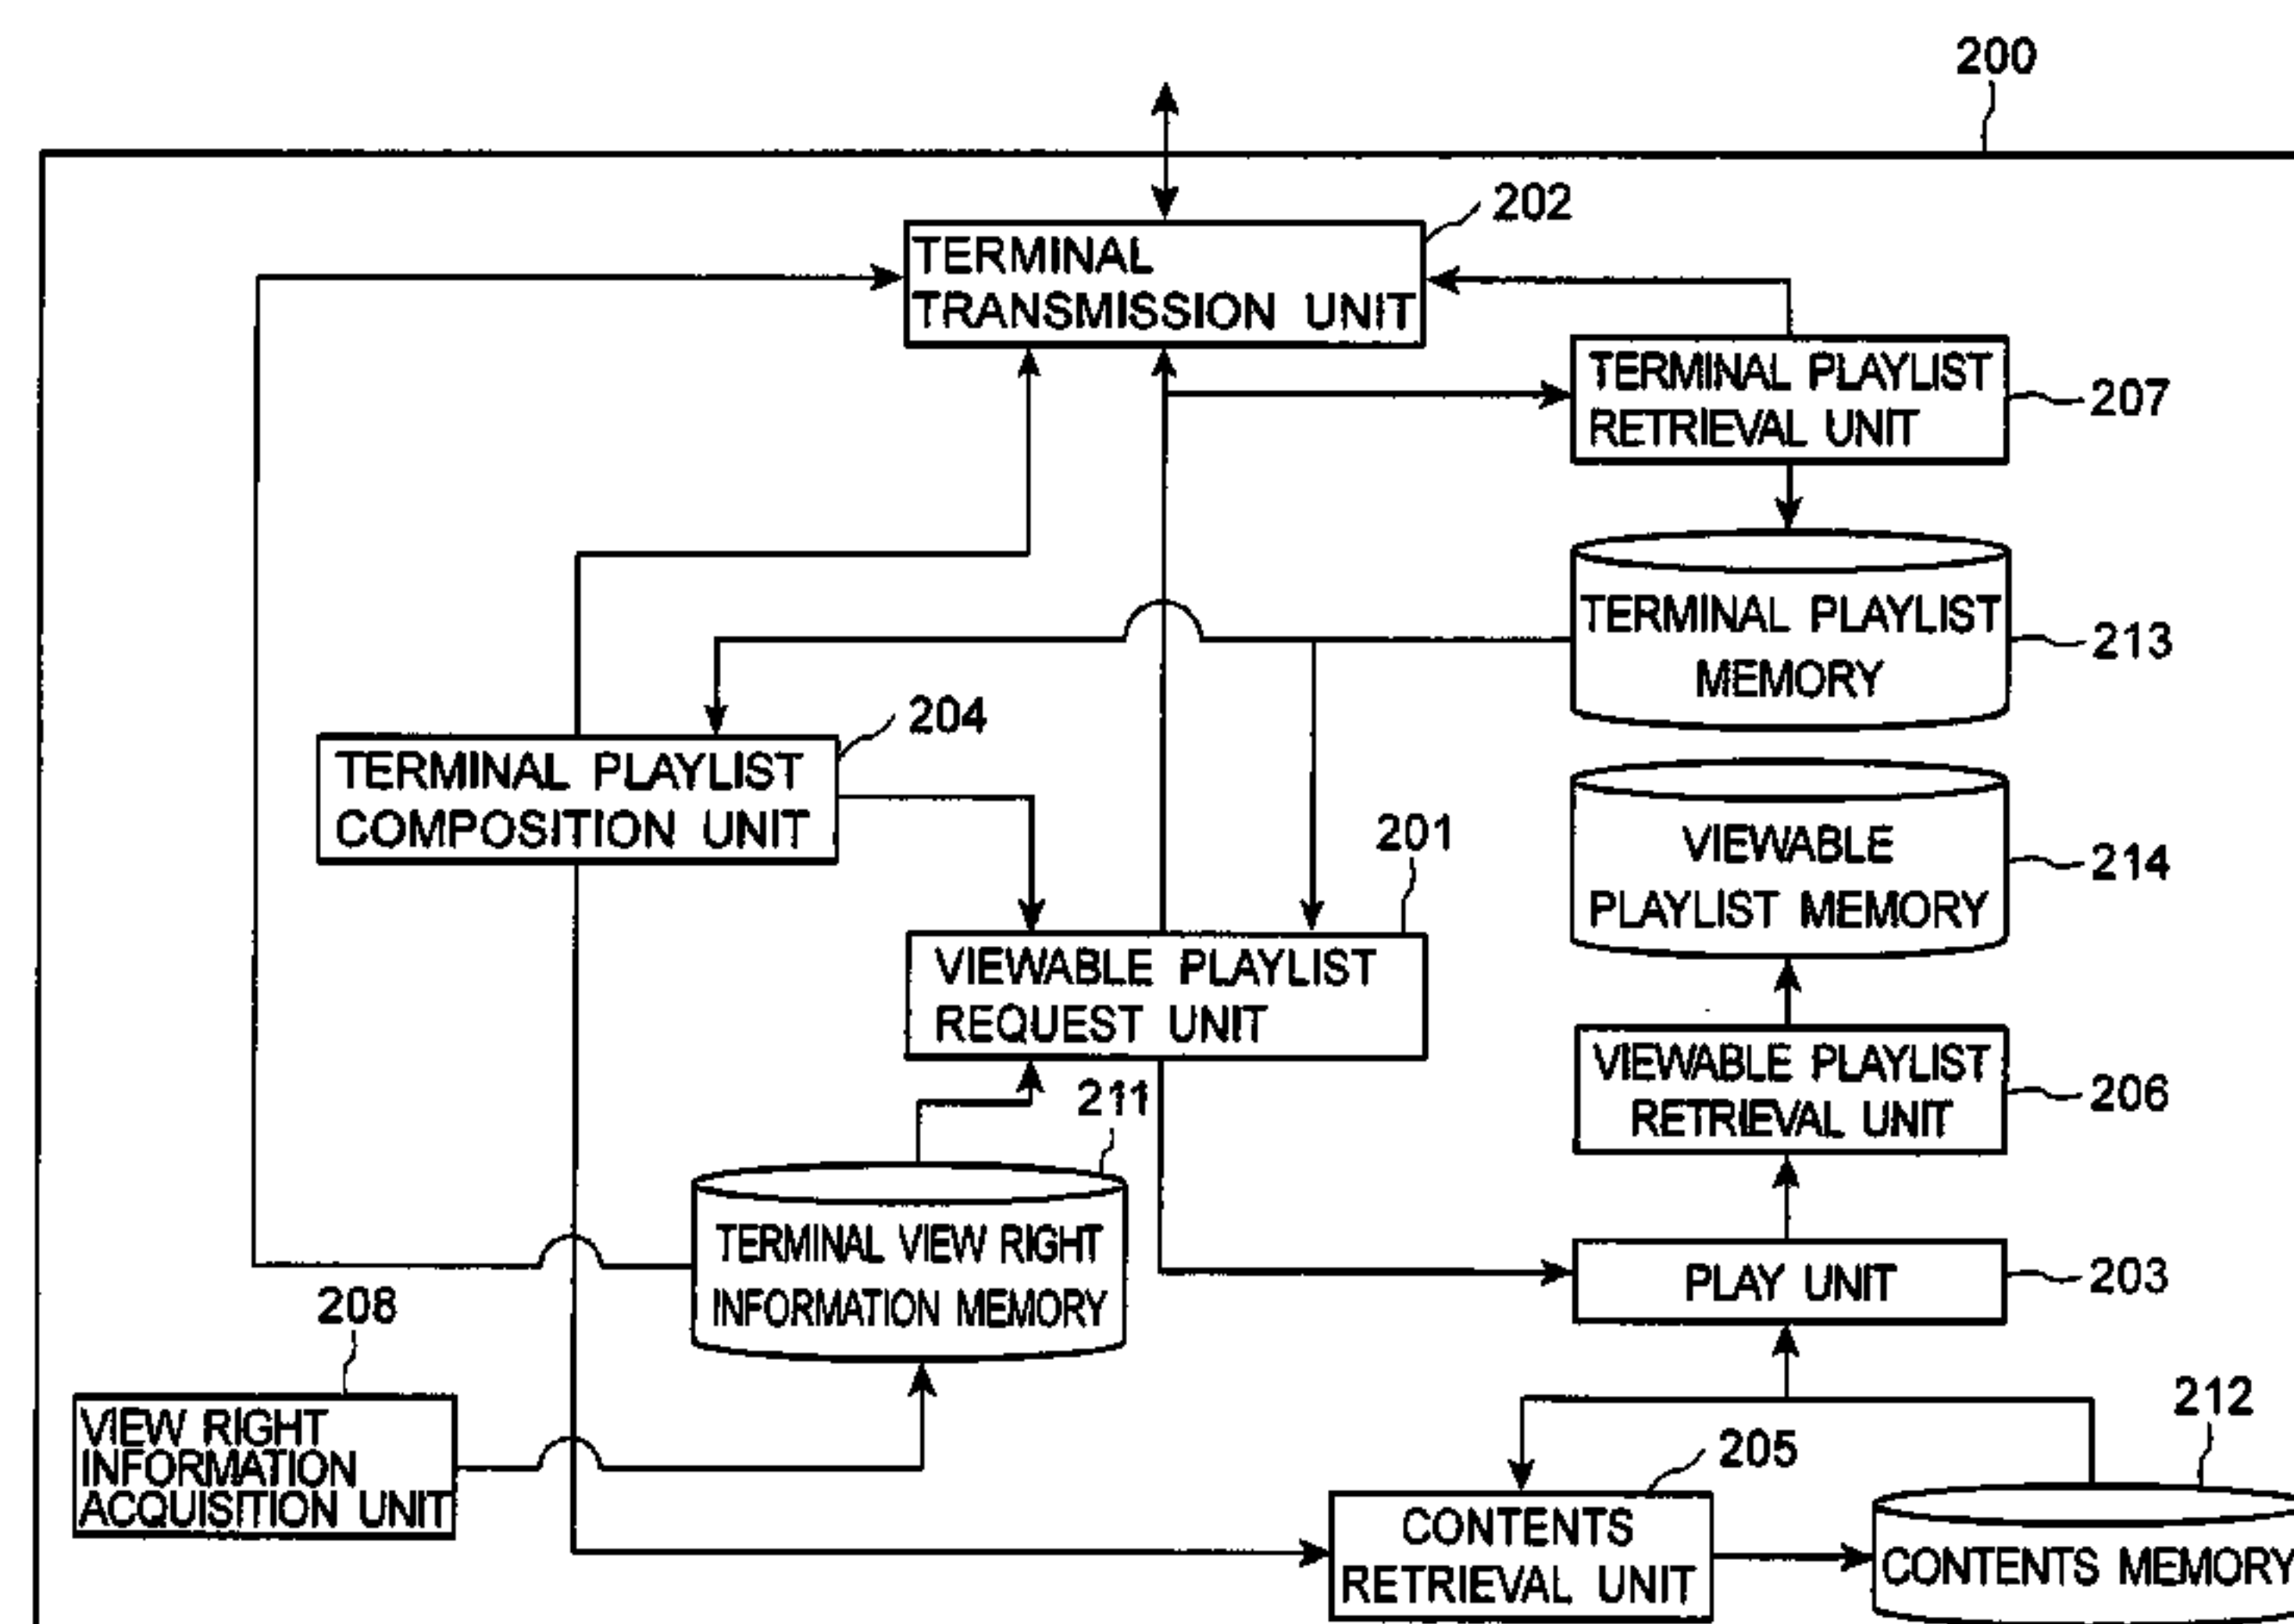 200
202
TERMINAL
TRANSMISSION UNIT
TERMINAL PLAYLIST
RETRIEVAL UNIT
207
TERMINAL PLAYLIST
MEMORY
213
204
TERMINAL PLAYLIST
COMPOSITION UNIT
VIEWABLE
PLAYLIST MEMORY
214
201
VIEWABLE PLAYLIST
REQUEST UNIT
VIEWABLE PLAYLIST
RETRIEVAL UNIT
206
211
TERMINAL VIEW RIGHT
INFORMATION MEMORY
PLAY UNIT
203
208
VIEW RIGHT
INFORMATION
ACQUISITION UNIT
212
205
CONTENTS
RETRIEVAL UNIT
CONTENTS MEMORY